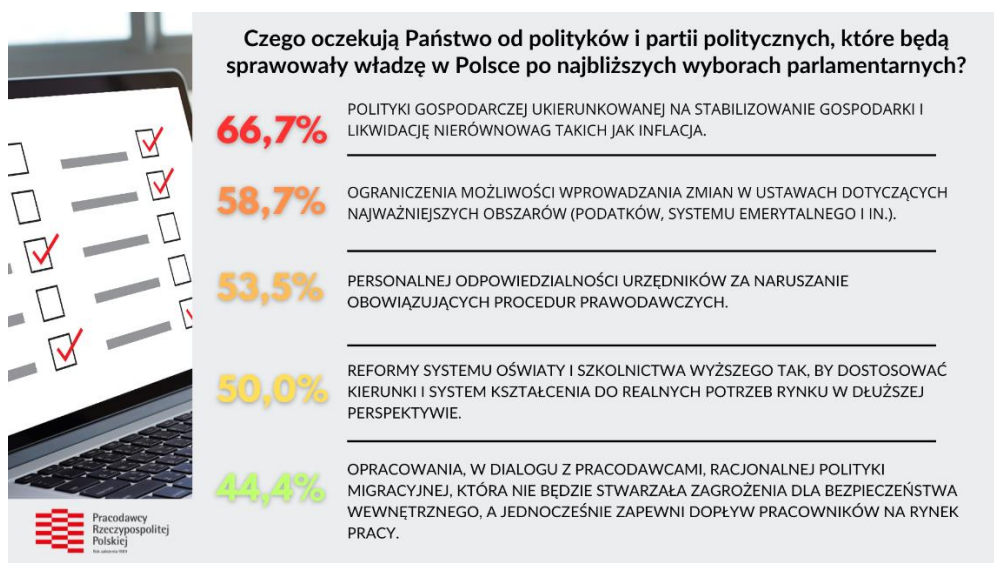 Czego oczekują Państwo od polityków i partii politycznych, które będą
sprawowały władzę w Polsce po najbliższych wyborach parlamentarnych?
66,7%
POLITYKI GOSPODARCZEJ UKIERUNKOWANEJ NA STABILIZOWANIE GOSPODARKI I
LIKWIDACJĘ NIERÓWNOWAG TAKICH JAK INFLACJA.
58,7%
OGRANICZENIA MOŻLIWOŚCI WPROWADZANIA ZMIAN W USTAWACH DOTYCZĄCYCH
NAJWAŻNIEJSZYCH OBSZARÓW (PODATKÓW, SYSTEMU EMERYTALNEGO I IN.).
53,5%
PERSONALNEJ ODPOWIEDZIALNOŚCI URZĘDNIKÓW ZA NARUSZANIE
OBOWIĄZUJĄCYCH PROCEDUR PRAWODAWCZYCH.
50,0%
REFORMY SYSTEMU OŚWIATY I SZKOLNICTWA WYŻSZEGO TAK, BY DOSTOSOWAĆ
KIERUNKI I SYSTEM KSZTAŁCENIA DO REALNYCH POTRZEB RYNKU W DŁUŻSZEJ
PERSPEKTYWIE.
44,4%
OPRACOWANIA, W DIALOGU Z PRACODAWCAMI, RACJONALNEJ POLITYKI
MIGRACYJNEJ, KTÓRA NIE BĘDZIE STWARZAŁA ZAGROŻENIA DLA BEZPIECZEŃSTWA
WEWNĘTRZNEGO, A JEDNOCZEŚNIE ZAPEWNI DOPŁYW PRACOWNIKÓW NA RYNEK
PRACY.
Pracodawcy
Rzeczypospolitej
Polskiej